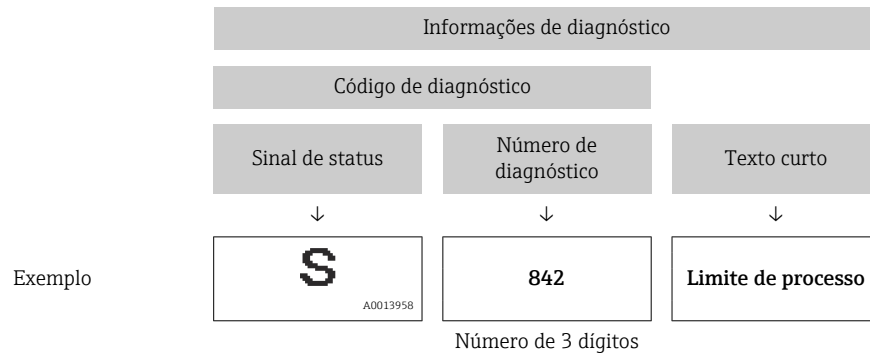 Informações de diagnóstico
Código de diagnóstico
Sinal de status
Número de
diagnóstico
Texto curto
↓ ↓ ↓
Exemplo
S
A0013958
842
Limite de processo
Número de 3 dígitos